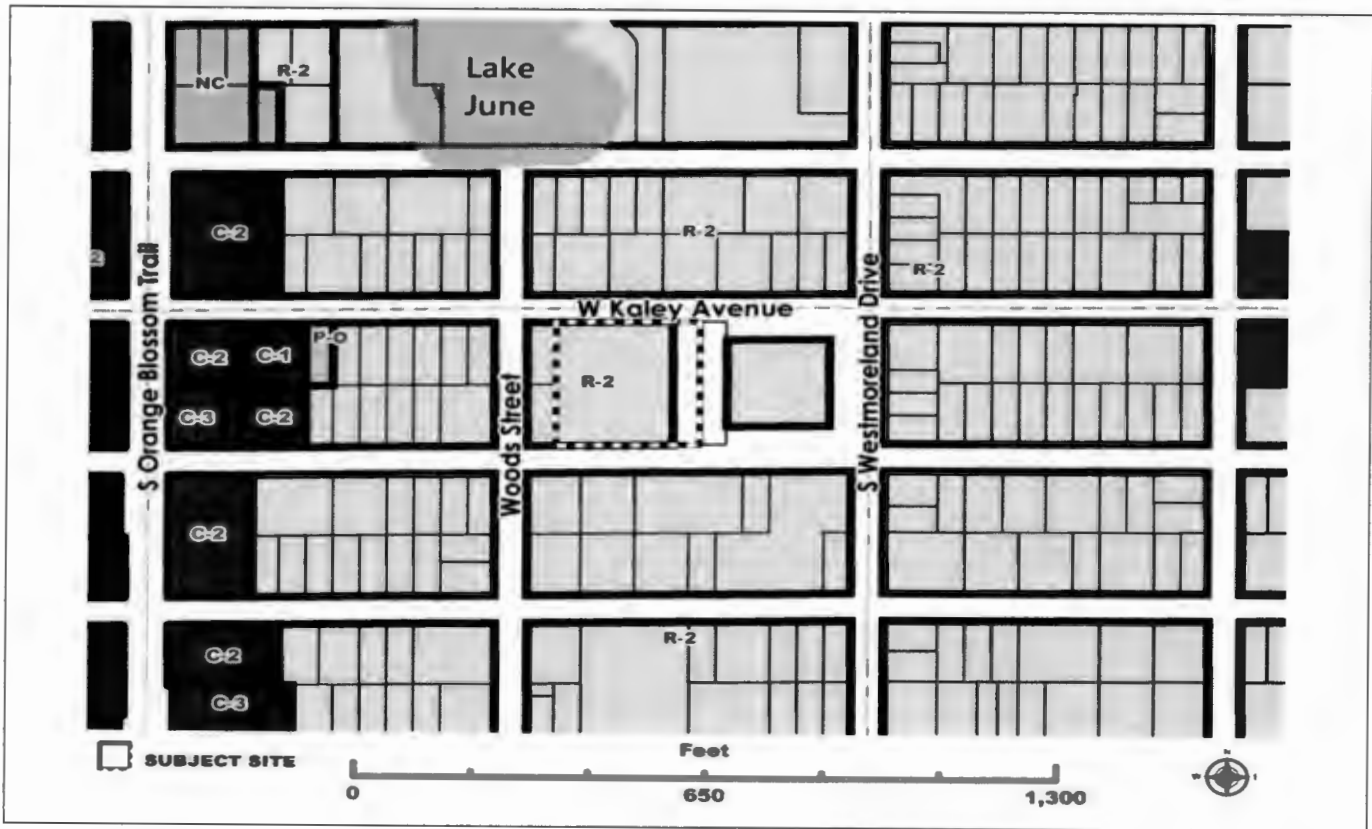 Lake
June
NC
R-2
C-2
R-2
R-2
2
W Kaley Avenue
S Orange Blossom Trail
Woods Street
S Westmoreland Drive
C-2
C-1
P-O
C-3
C-2
R-2
C-2
C-2
C-3
R-2
SUBJECT SITE
Feet
0
650
1,300
N
W